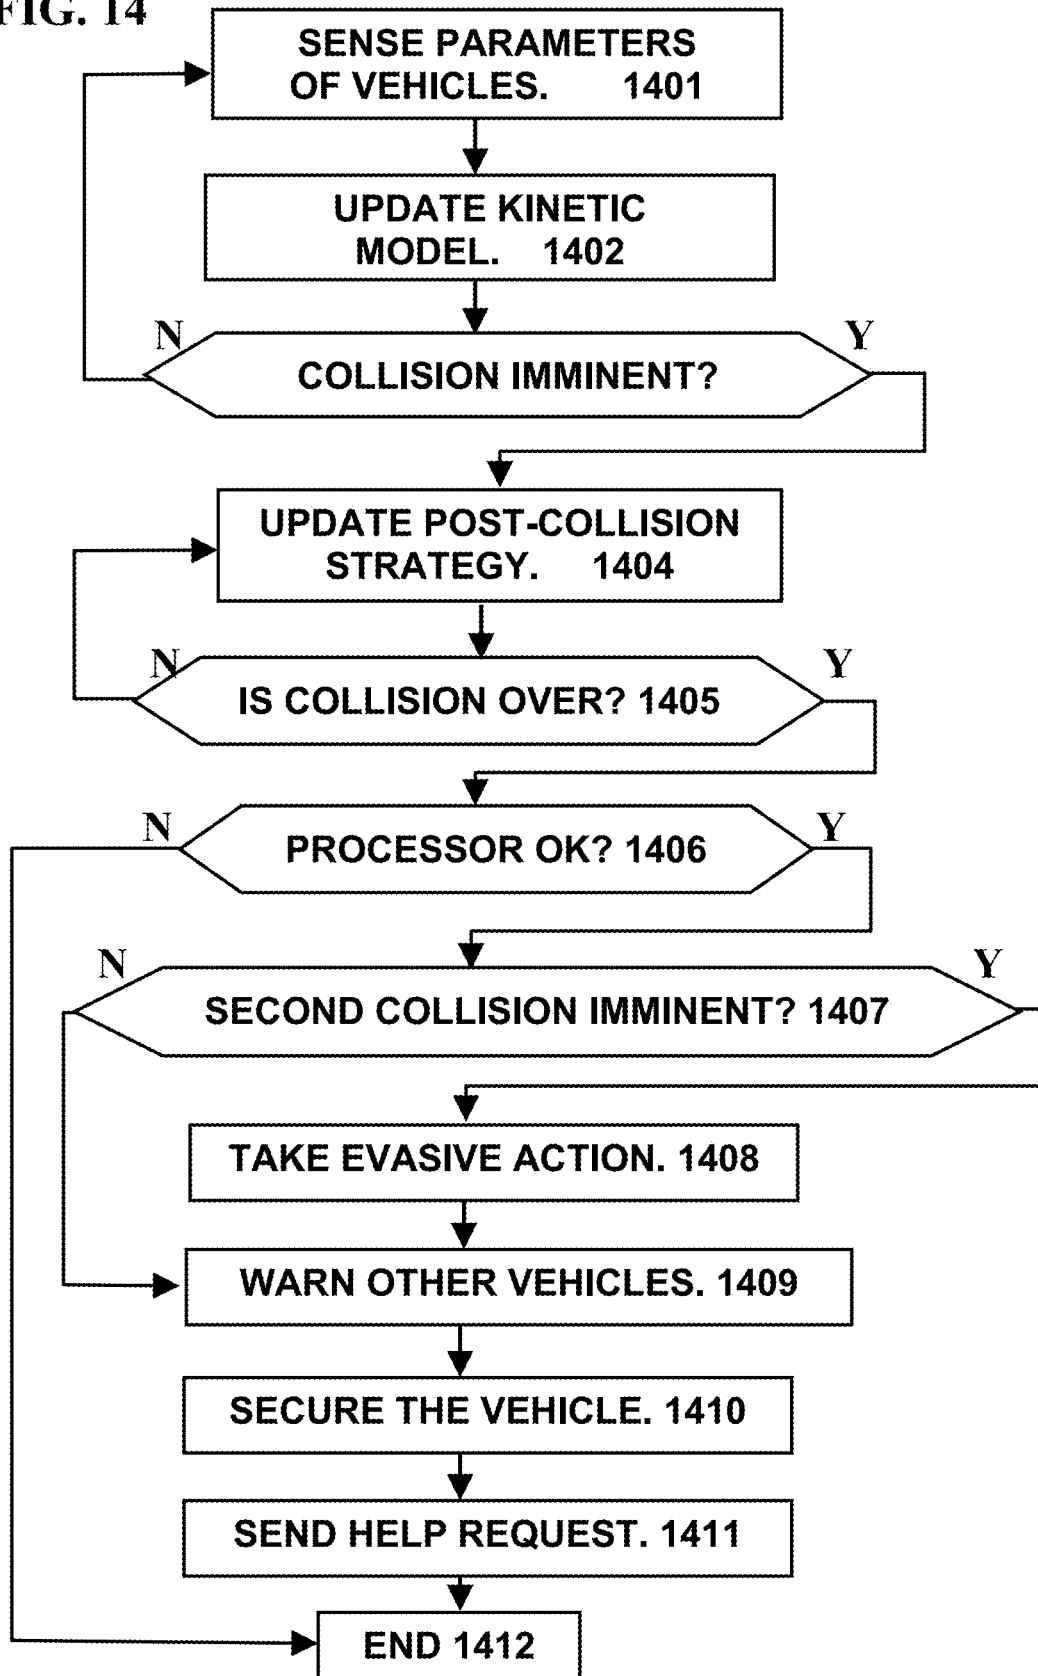 FIG. 14
SENSE PARAMETERS
OF VEHICLES. 1401
UPDATE KINETIC
MODEL. 1402
N
Y
COLLISION IMMINENT?
UPDATE POST-COLLISION
STRATEGY. 1404
N
Y
IS COLLISION OVER? 1405
N
Y
PROCESSOR OK? 1406
N
Y
SECOND COLLISION IMMINENT? 1407
TAKE EVASIVE ACTION. 1408
WARN OTHER VEHICLES. 1409
SECURE THE VEHICLE. 1410
SEND HELP REQUEST. 1411
END 1412